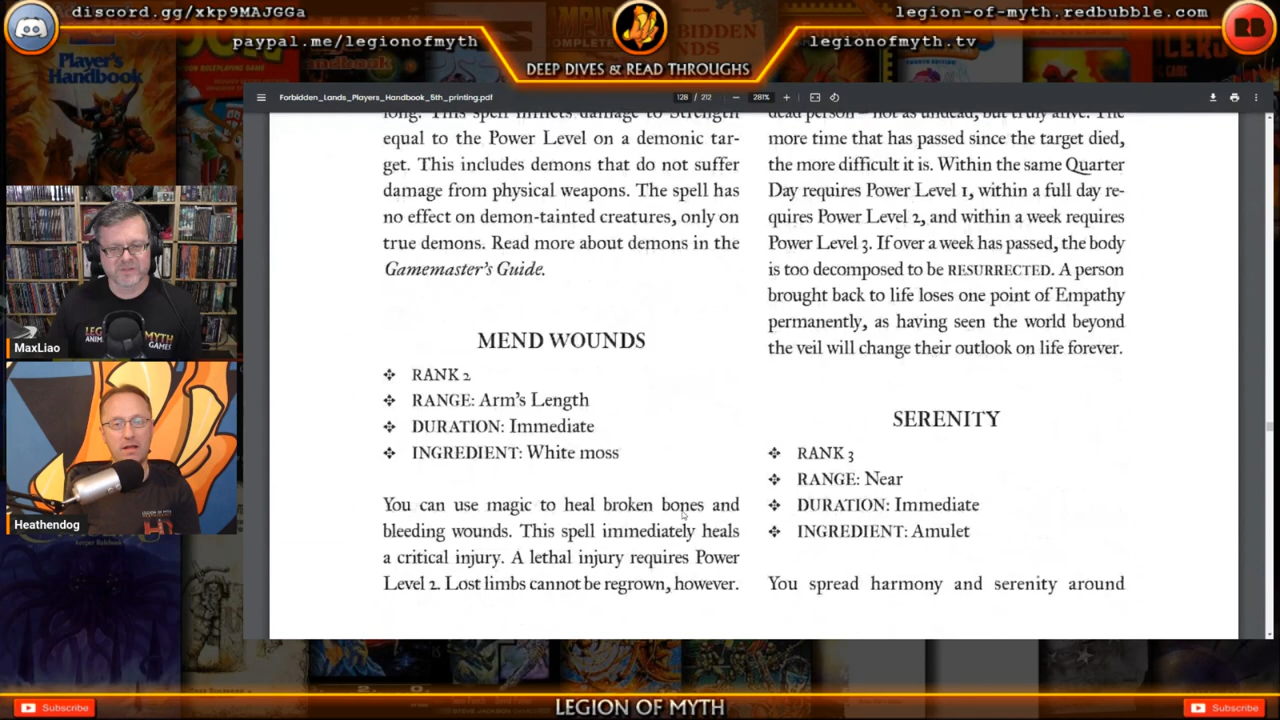 discord.gg/xkp9MAJGGa
paypal.me/legionofmyth
DEEP DIVES & READ THROUGHS
legion-of-myth.redbubble.com
legionofmyth.tv
RB
Player's
Handbook
Forbidden_Lands_Players_Handbook_5th_printing.pdf
128 / 212
281%
long. This spell inflicts damage to Strength
equal to the Power Level on a demonic tar-
get. This includes demons that do not suffer
damage from physical weapons. The spell has
no effect on demon-tainted creatures, only on
true demons. Read more about demons in the
Gamemaster's Guide.
MEND WOUNDS
❖ RANK 2
❖ RANGE: Arm's Length
❖ DURATION: Immediate
❖ INGREDIENT: White moss
You can use magic to heal broken bones and
bleeding wounds. This spell immediately heals
a critical injury. A lethal injury requires Power
Level 2. Lost limbs cannot be regrown, however.
dead person – not as undead, but truly alive. The
more time that has passed since the target died,
the more difficult it is. Within the same Quarter
Day requires Power Level 1, within a full day re-
quires Power Level 2, and within a week requires
Power Level 3. If over a week has passed, the body
is too decomposed to be RESURRECTED. A person
brought back to life loses one point of Empathy
permanently, as having seen the world beyond
the veil will change their outlook on life forever.
SERENITY
❖ RANK 3
❖ RANGE: Near
❖ DURATION: Immediate
❖ INGREDIENT: Amulet
You spread harmony and serenity around
MaxLiao
Heathendog
Subscribe
LEGION OF MYTH
Subscribe